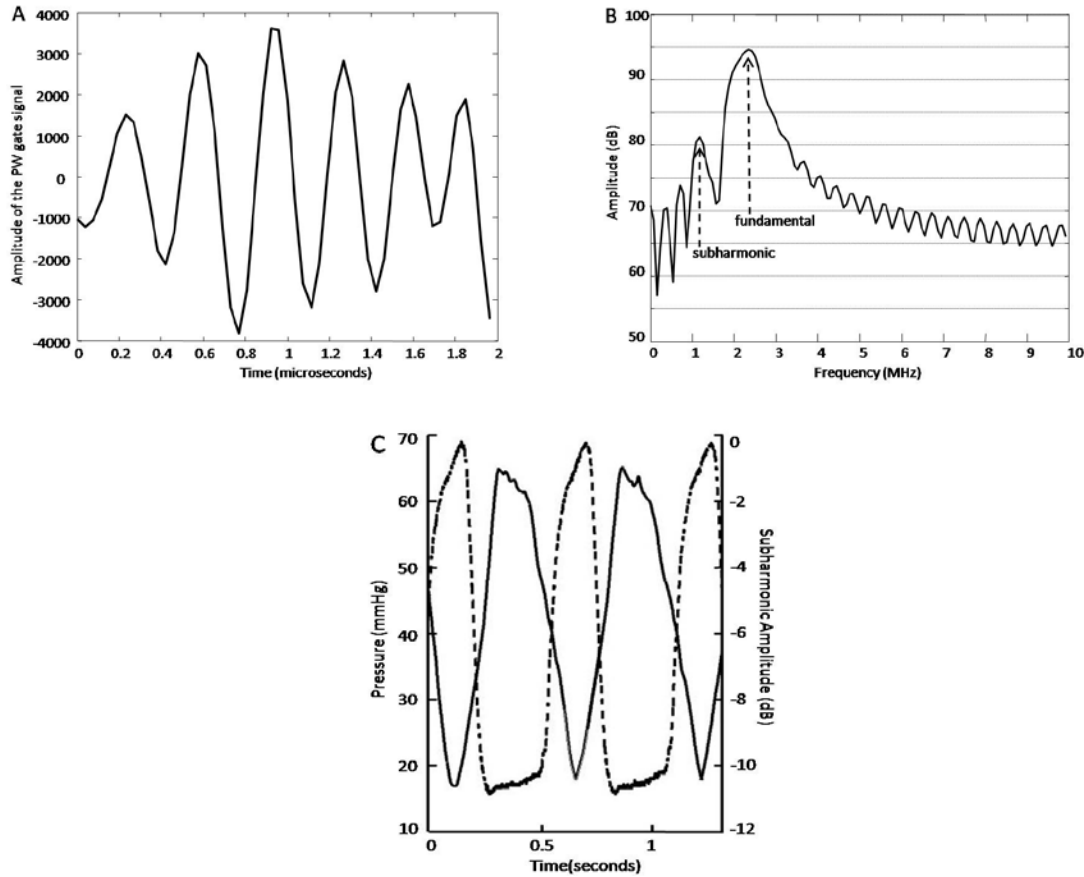 A
4000
3000
2000
1000
0
-1000
-2000
-3000
-4000
Amplitude of the PW gate signal
0 0.2 0.4 0.6 0.8 1 1.2 1.4 1.6 1.8 2
Time (microseconds)
B
100
90
80
70
60
50
Amplitude (dB)
fundamental
subharmonic
0 1 2 3 4 5 6 7 8 9 10
Frequency (MHz)
C
70
60
50
40
30
20
10
Pressure (mmHg)
0
-2
-4
-6
-8
-10
-12
Subharmonic Amplitude (dB)
0 0.5 1
Time(seconds)